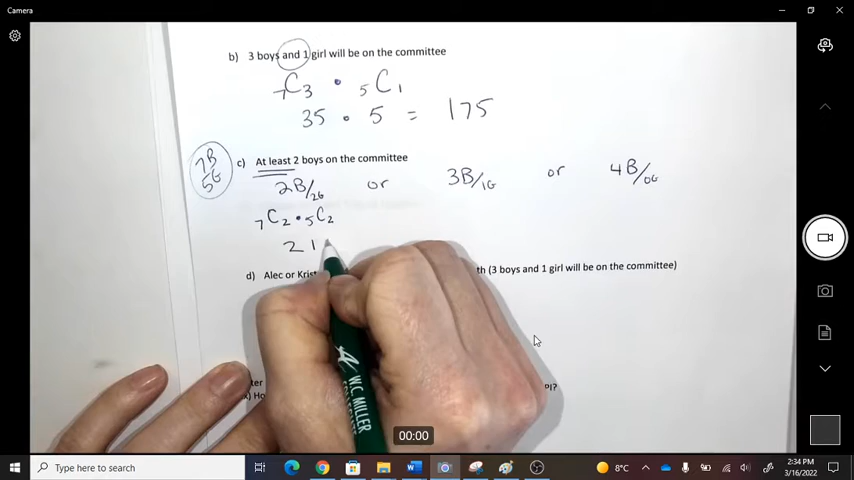 Camera
b) 3 boys and 1 girl will be on the committee
₇C₃ • ₅C₁
35 • 5 = 175
7B
5G
c) At least 2 boys on the committee
2B/2G or 3B/1G or 4B/0G
₇C₂ • ₅C₂
21
d) Alec or Krist
th (3 boys and 1 girl will be on the committee)
W.C. MILLER
00:00
Type here to search
8°C
2:34 PM
3/16/2022